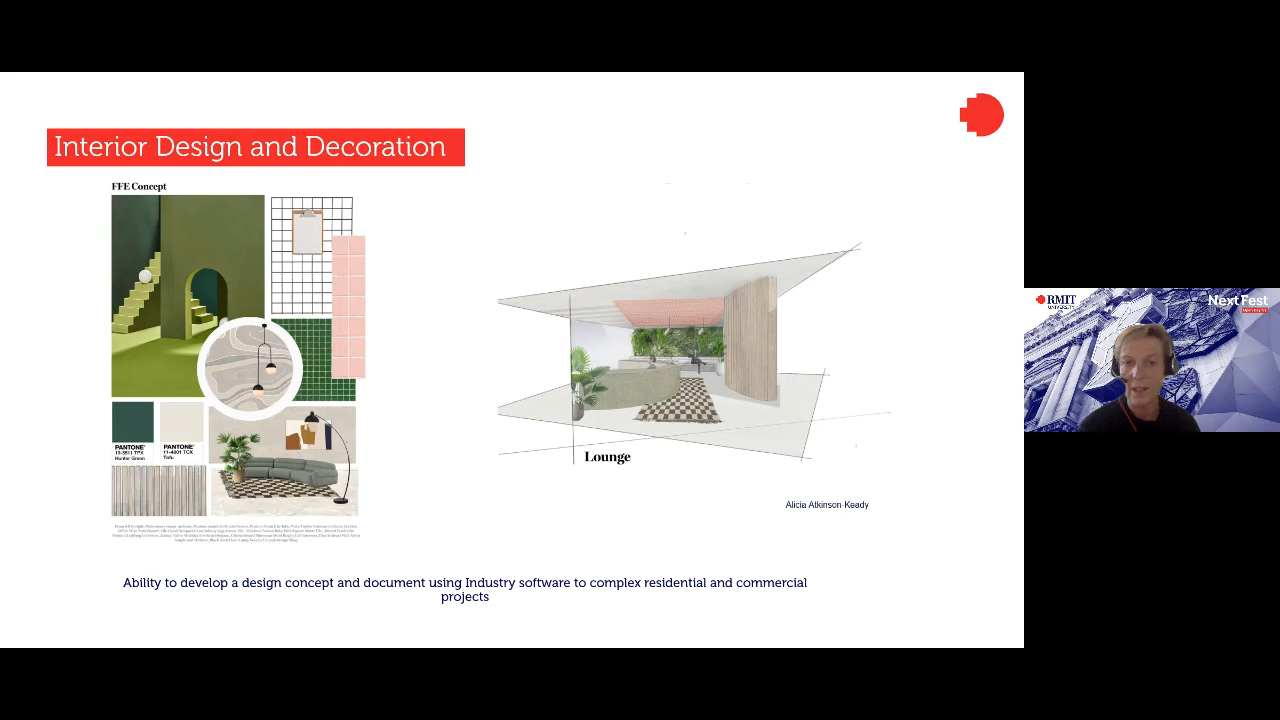 Interior Design and Decoration
FFE Concept
PANTONE®
19-5511 TPX
Hunter Green
PANTONE®
11-4801 TCX
Tofu
Lounge
Alicia Atkinson-Keady
Ability to develop a design concept and document using Industry software to complex residential and commercial
projects
RMIT
UNIVERSITY
NextFest